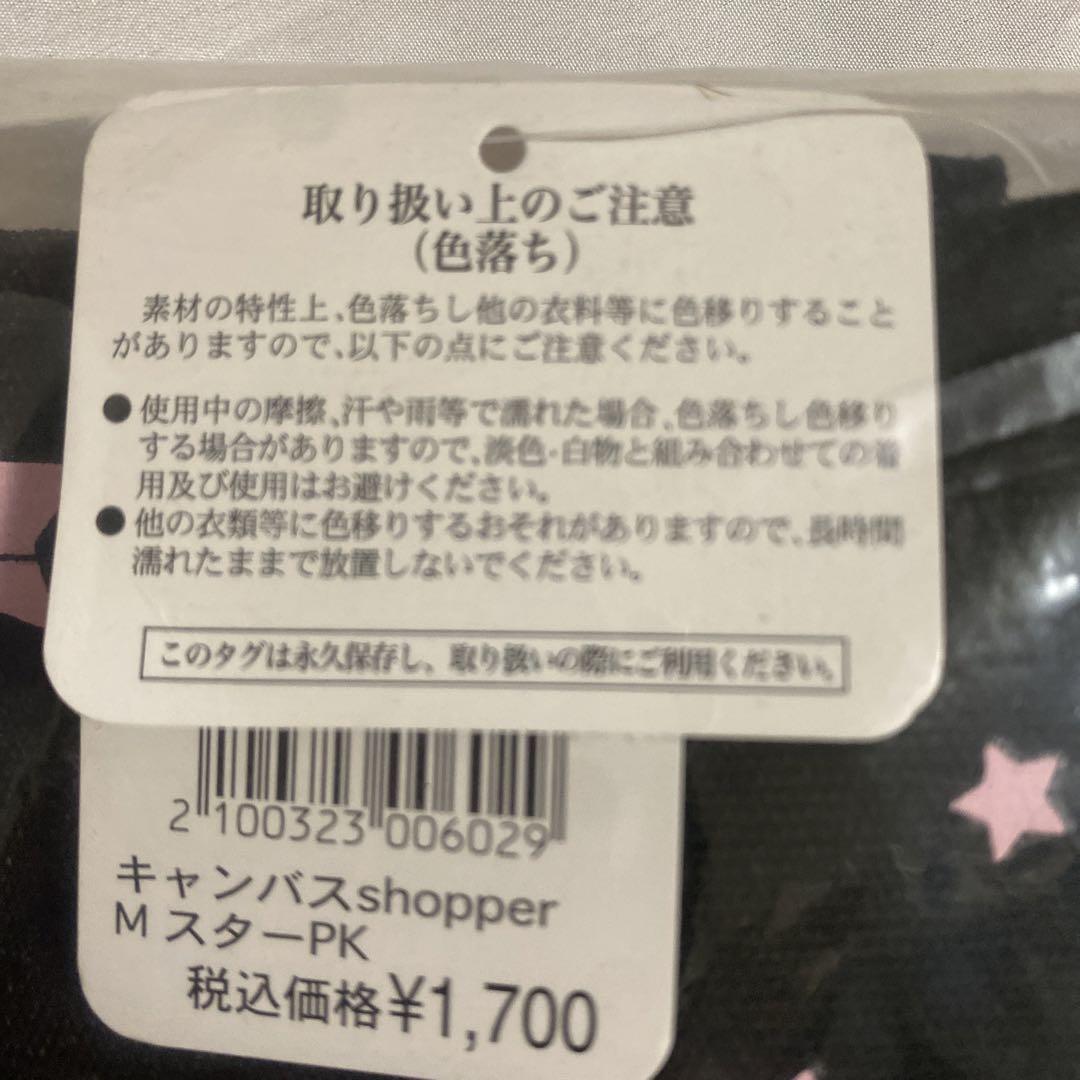 取り扱い上のご注意
（色落ち）
素材の特性上、色落ちし他の衣料等に色移りすること
がありますので、以下の点にご注意ください。
●使用中の摩擦、汗や雨等で濡れた場合、色落ちし色移り
する場合がありますので、淡色・白物と組み合わせての着
用及び使用はお避けください。
●他の衣類等に色移りするおそれがありますので、長時間
濡れたままで放置しないでください。
このタグは永久保存し、取り扱いの際にご利用ください。
2 100323 006029
キャンバスshopper
M スターPK
税込価格¥1,700